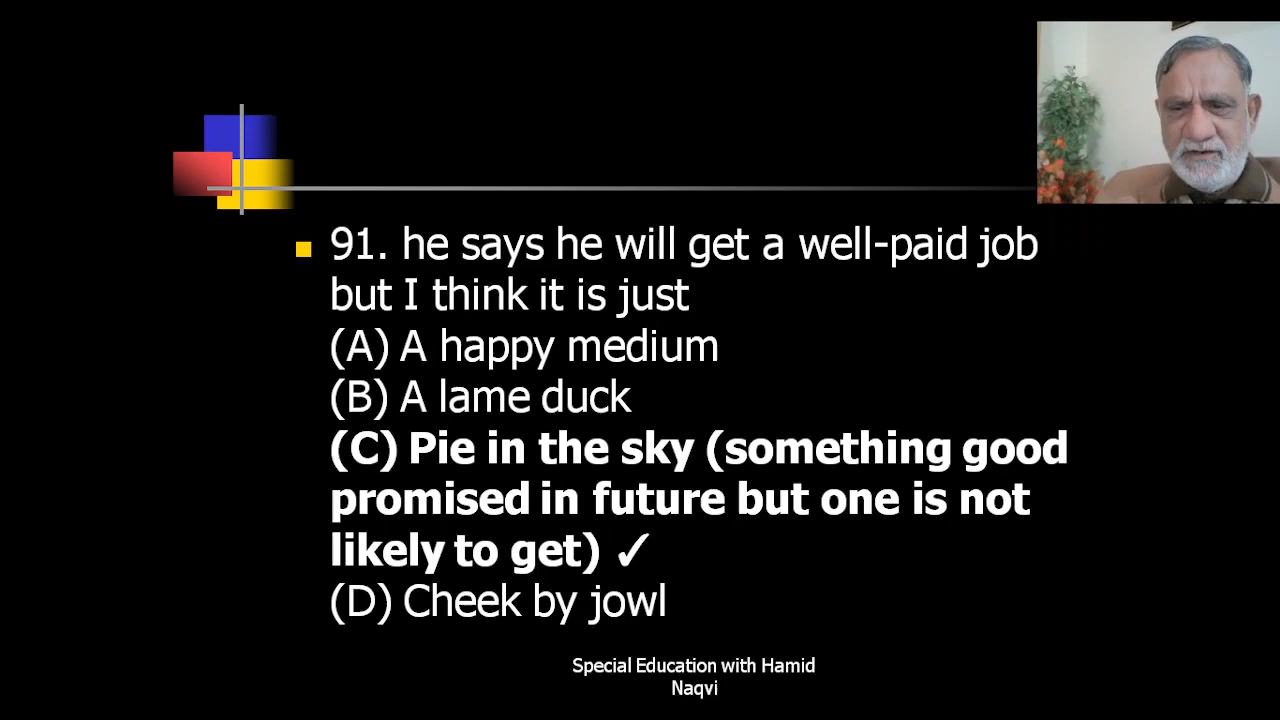 91. he says he will get a well-paid job
but I think it is just
(A) A happy medium
(B) A lame duck
(C) Pie in the sky (something good
promised in future but one is not
likely to get) ✓
(D) Cheek by jowl
Special Education with Hamid
Naqvi